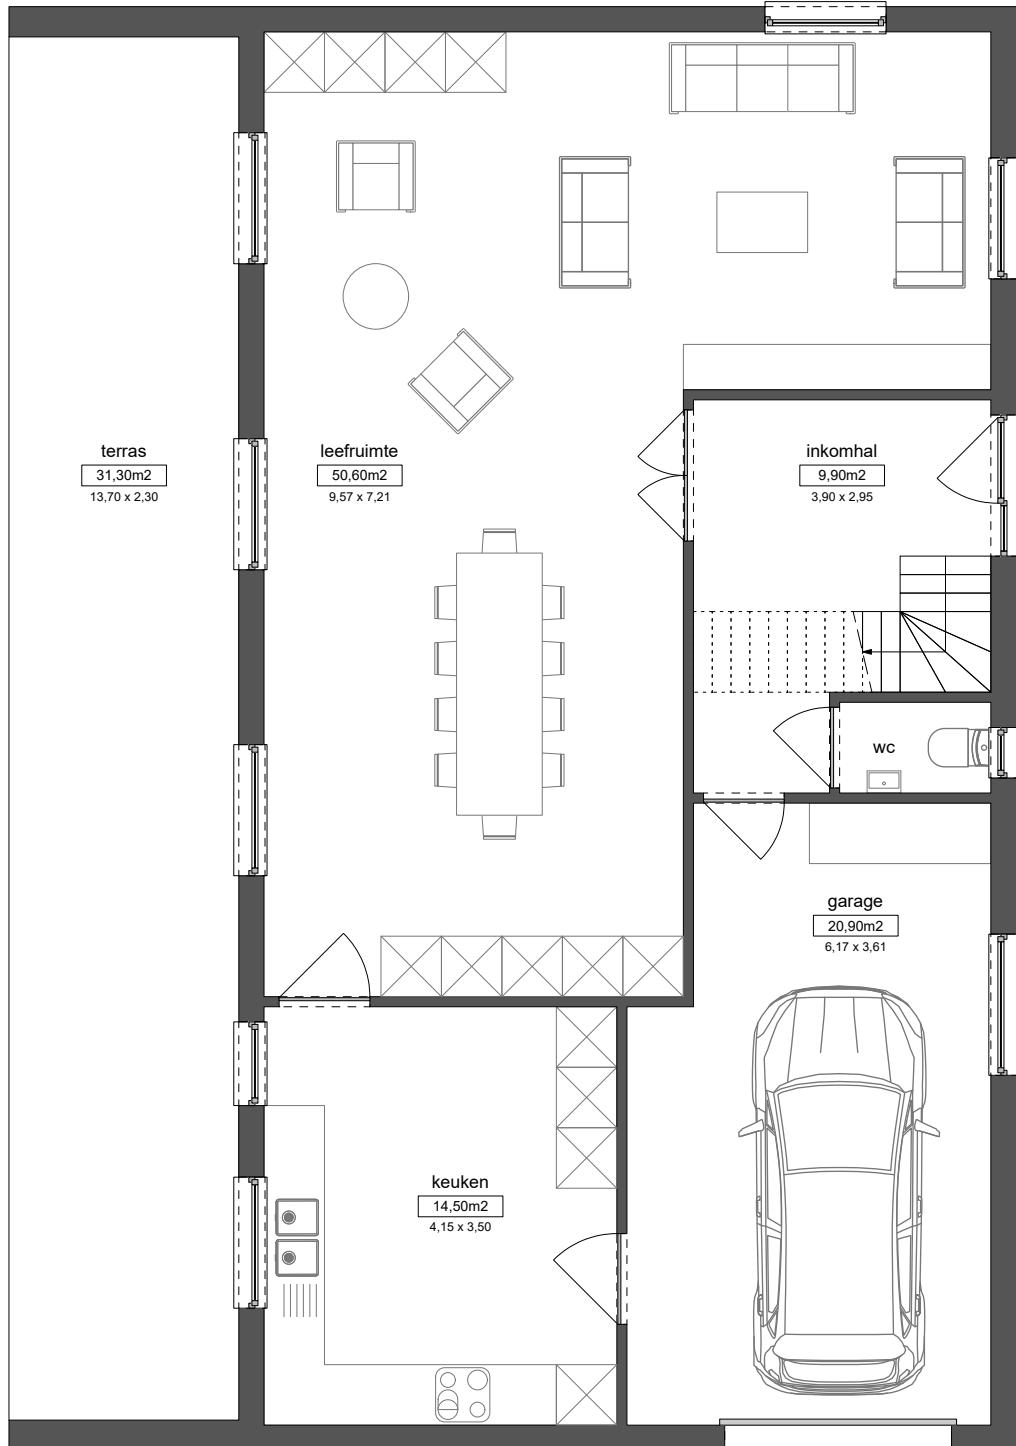 terras
31,30m2
13,70 x 2,30
leefruimte
50,60m2
9,57 x 7,21
inkomhal
9,90m2
3,90 x 2,95
wc
garage
20,90m2
6,17 x 3,61
keuken
14,50m2
4,15 x 3,50